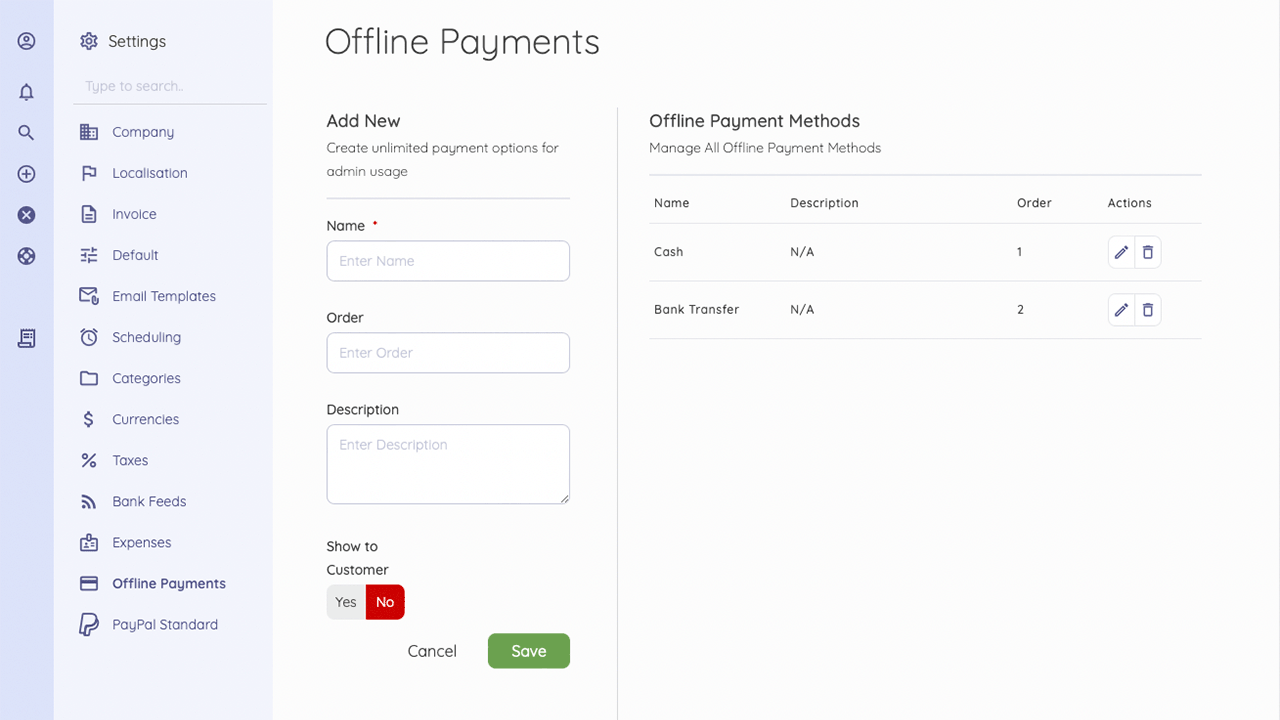 Settings
Type to search..
Company
Localisation
Invoice
Default
Email Templates
Scheduling
Categories
Currencies
Taxes
Bank Feeds
Expenses
Offline Payments
PayPal Standard
Offline Payments
Add New
Create unlimited payment options for
admin usage
Name *
Enter Name
Order
Enter Order
Description
Enter Description
Show to
Customer
Yes No
Cancel Save
Offline Payment Methods
Manage All Offline Payment Methods
Name Description Order Actions
Cash N/A 1
Bank Transfer N/A 2